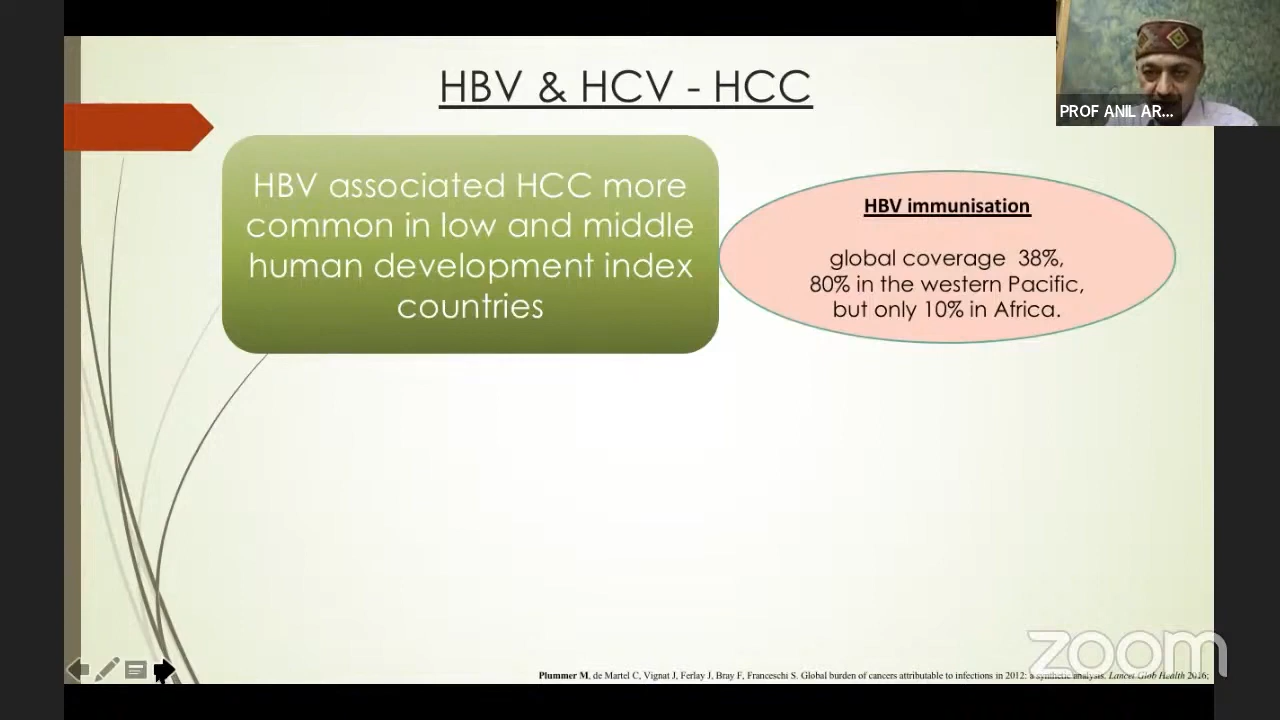 HBV & HCV - HCC
PROF ANIL AR...
HBV associated HCC more
common in low and middle
human development index
countries
HBV immunisation
global coverage 38%,
80% in the western Pacific,
but only 10% in Africa.
zoom
Plummer M, de Martel C, Vignat J, Ferlay J, Bray F, Franceschi S. Global burden of cancers attributable to infections in 2012: a synthetic analysis. Lancet Glob Health 2016;